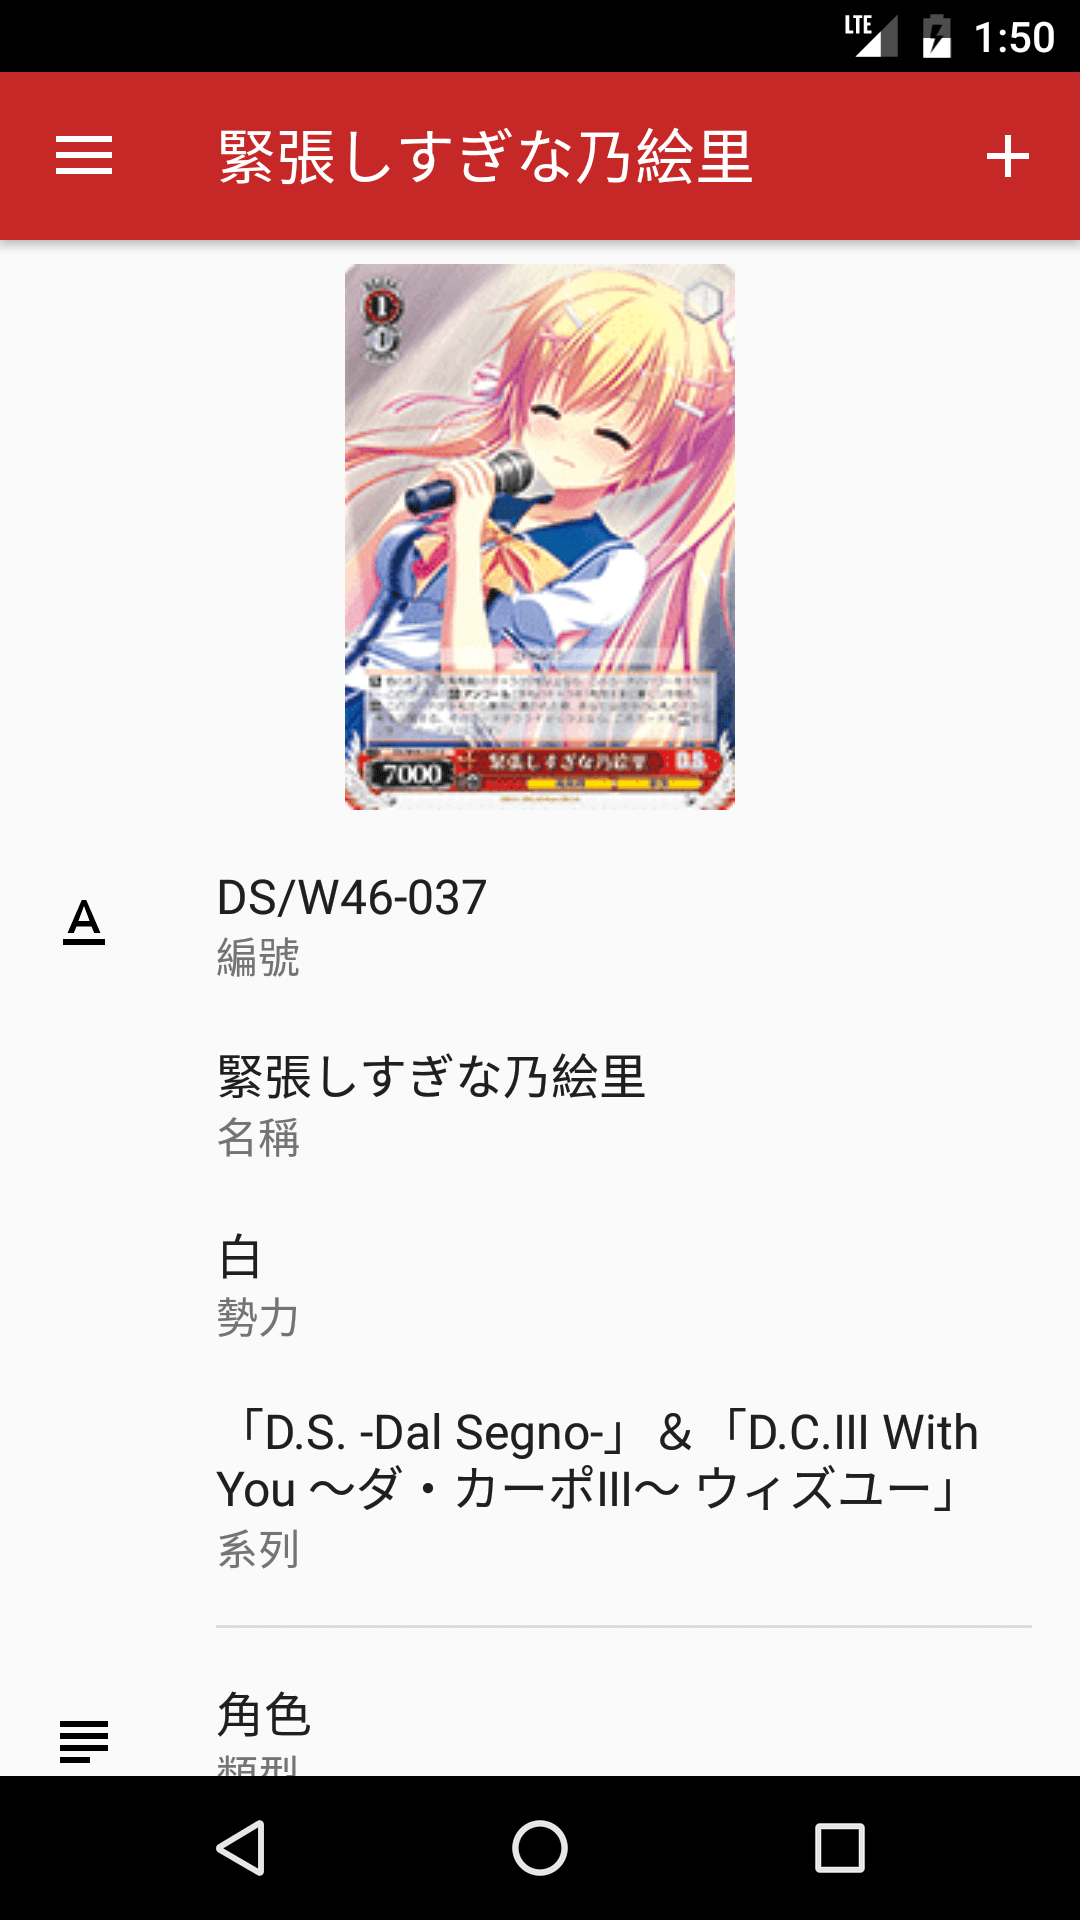 LTE 1:50
緊張しすぎな乃絵里
1
7000
緊張しすぎな乃絵里
D.S.
DS/W46-037
編號
緊張しすぎな乃絵里
名稱
白
勢力
「D.S. -Dal Segno-」＆「D.C.III With
You ～ダ・カーポIII～ ウィズユー」
系列
角色
類型